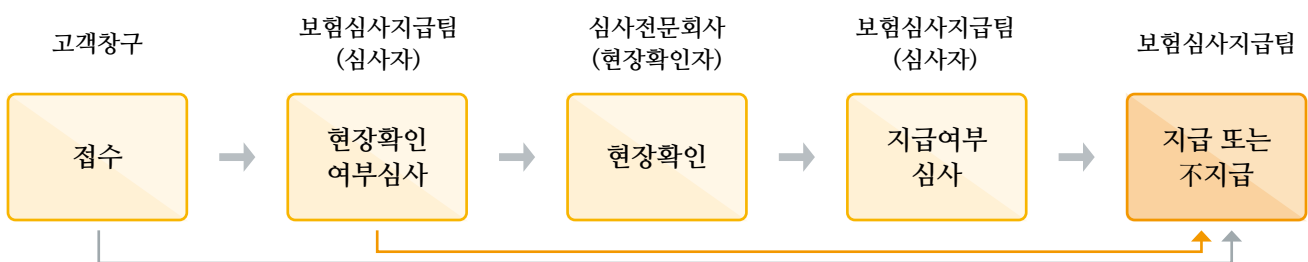 고객창구
보험심사지급팀
(심사자)
심사전문회사
(현장확인자)
보험심사지급팀
(심사자)
보험심사지급팀
접수
현장확인
여부심사
현장확인
지급여부
심사
지급 또는
不지급